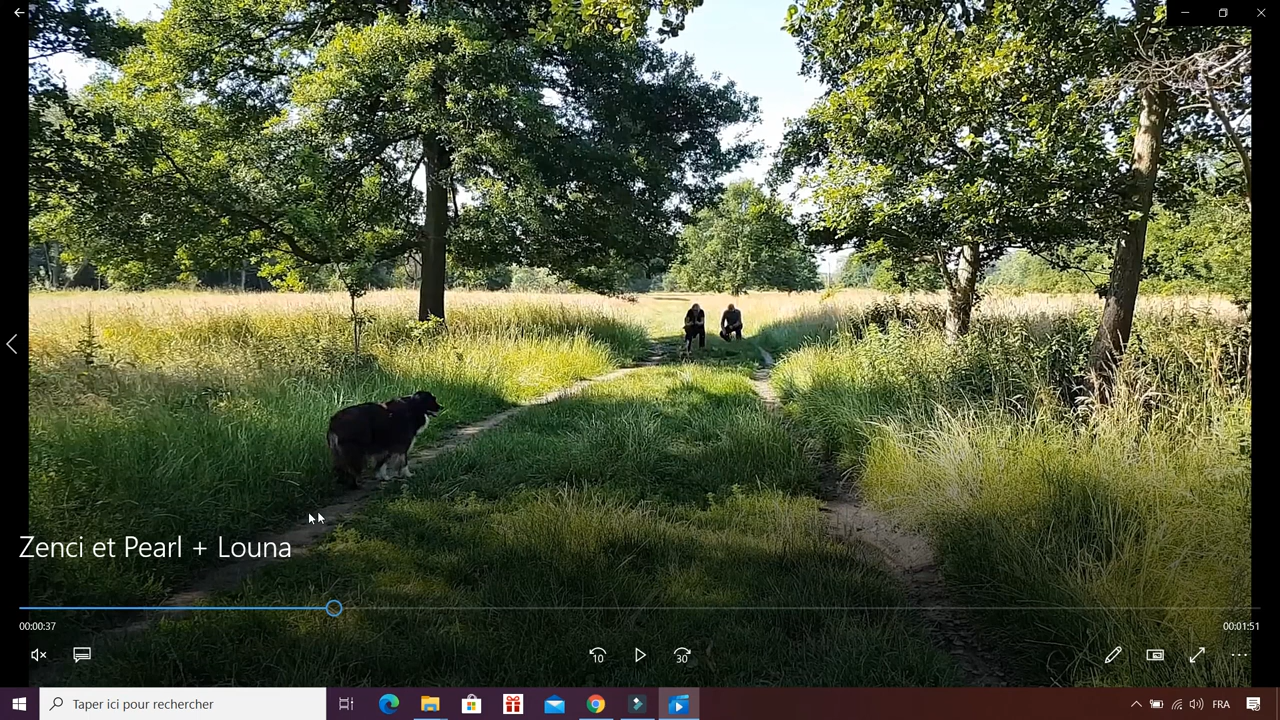 Zenci et Pearl + Louna
00:00:37
00:01:51
10
30
Taper ici pour rechercher
FRA